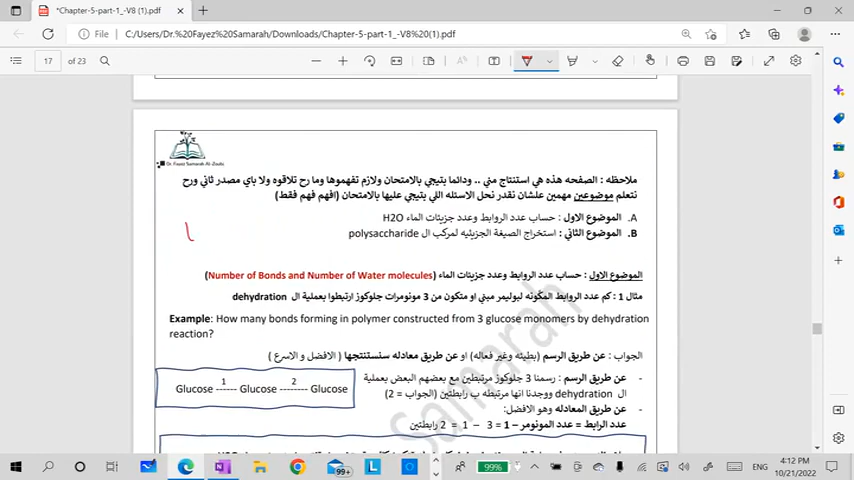 *Chapter-5-part-1_-V8 (1).pdf
File
C:/Users/Dr.%20Fayez%20Samarah/Downloads/Chapter-5-part-1_-V8%20(1).pdf
17 of 23
Dr. Fayez Samarah Al-Zoubi
ملاحظه : الصفحه هذه هي استنتاج مني .. ودائما بتيجي بالامتحان ولازم تفهموها وما رح تلاقوه ولا باي مصدر ثاني ورح
نتعلم موضوعين مهمين علشان نقدر نحل الاسئله اللي بتيجي عليها بالامتحان (افهم فهم فقط)
A. الموضوع الاول : حساب عدد الروابط وعدد جزيئات الماء H2O
B. الموضوع الثاني : استخراج الصيغة الجزيئيه لمركب ال polysaccharide
الموضوع الاول : حساب عدد الروابط وعدد جزيئات الماء (Number of Bonds and Number of Water molecules)
مثال 1 : كم عدد الروابط المكونه لبوليمر مبني او متكون من 3 مونومرات جلوكوز ارتبطوا بعملية ال dehydration
Example: How many bonds forming in polymer constructed from 3 glucose monomers by dehydration
reaction?
الجواب : عن طريق الرسم (بطيئه وغير فعاله) او عن طريق معادله سنستنتجها (الافضل و الاسرع )
- عن طريق الرسم : رسمنا 3 جلوكوز مرتبطين مع بعضهم البعض بعملية
ال dehydration ووجدنا انها مرتبطه ب رابطتين (الجواب = 2)
Glucose 1 Glucose 2 Glucose
- عن طريق المعادله وهو الافضل:
عدد الرابط = عدد المونومر – 1 = 3 – 1 = 2 رابطتين
Samarah
99+
99%
ENG
4:12 PM
10/21/2022